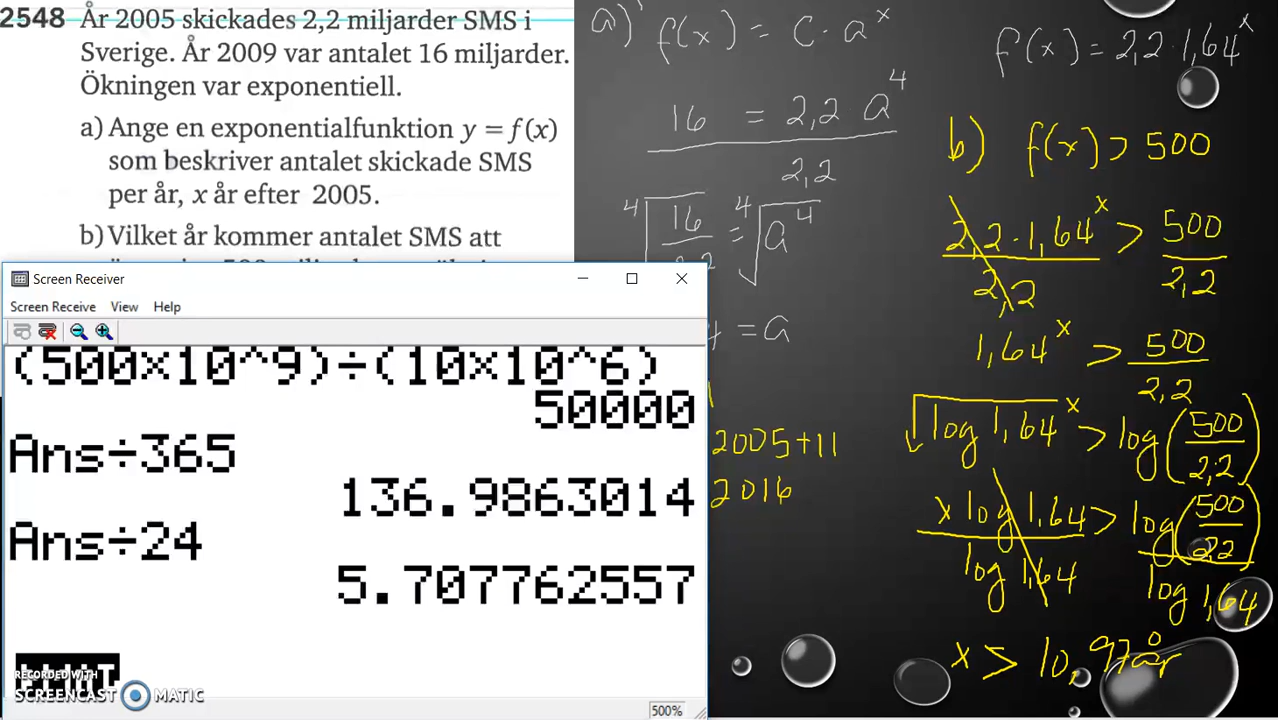 2548 År 2005 skickades 2,2 miljarder SMS i
Sverige. År 2009 var antalet 16 miljarder.
Ökningen var exponentiell.
a) Ange en exponentialfunktion y = f(x)
som beskriver antalet skickade SMS
per år, x år efter 2005.
b) Vilket år kommer antalet SMS att
Screen Receiver
Screen Receive View Help
(500×10^9)÷(10×10^6)
50000
Ans÷365
136.9863014
Ans÷24
5.707762557
RECORDED WITH
SCREENCAST MATIC
500%
a) f(x) = C · a^x
16 = 2,2 a^4
2,2
4√16 = 4√a^4
= a
2005+11
2016
f(x) = 2,2 · 1,64^x
b) f(x) > 500
2,2 · 1,64^x > 500
2,2 2,2
1,64^x > 500
2,2
log 1,64^x > log (500
2,2)
x log 1,64 > log (500
2,2)
log 1,64 log 1,64
x > 10,97 år